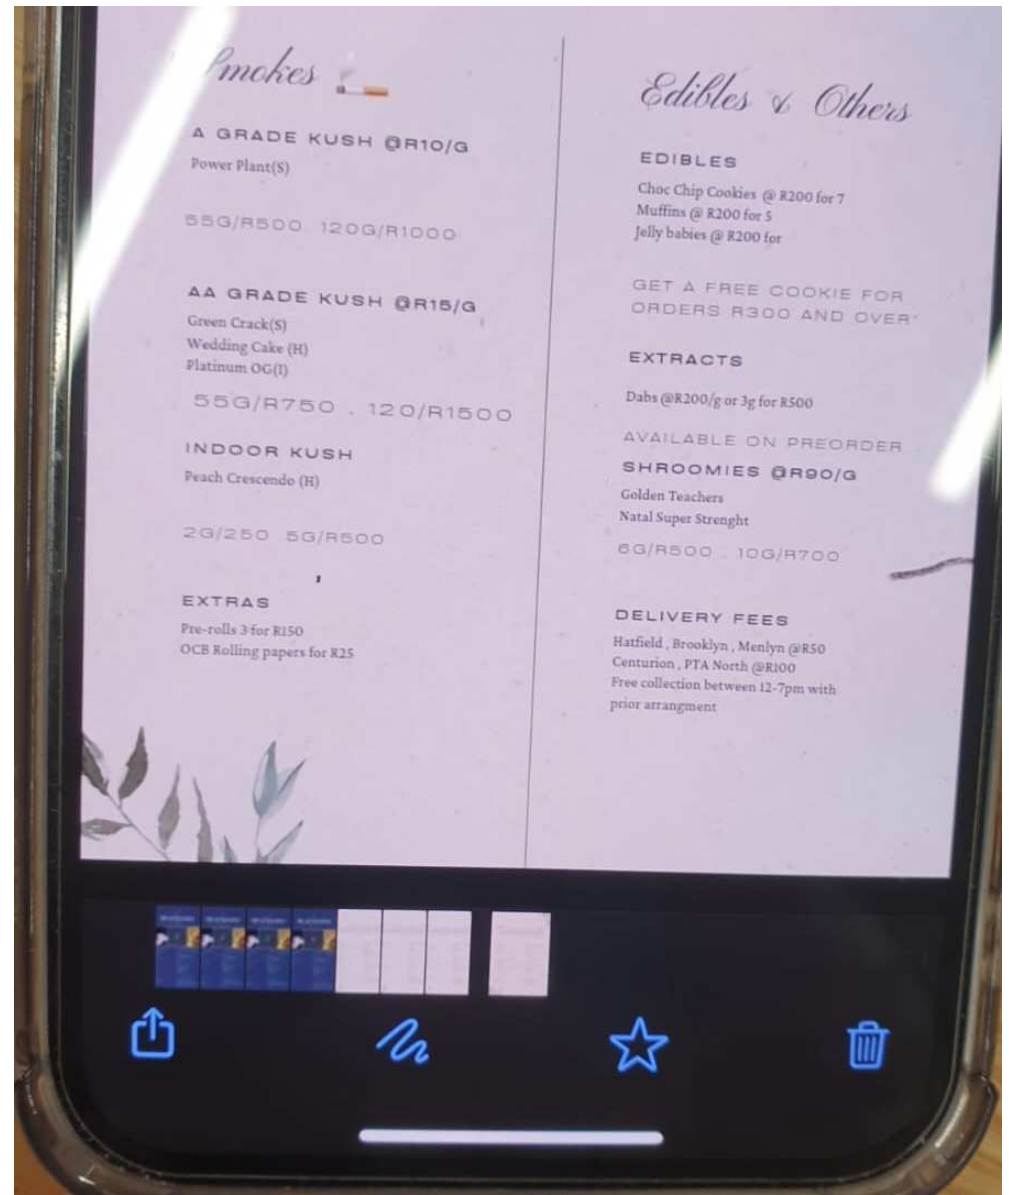 Smokes
A GRADE KUSH @R10/G
Power Plant(S)
55G/R500 120G/R1000
AA GRADE KUSH @R15/G
Green Crack(S)
Wedding Cake (H)
Platinum OG(I)
55G/R750 . 120/R1500
INDOOR KUSH
Peach Crescendo (H)
2G/250 5G/R500
EXTRAS
Pre-rolls 3 for R150
OCB Rolling papers for R25
Edibles & Others
EDIBLES
Choc Chip Cookies @ R200 for 7
Muffins @ R200 for 5
Jelly babies @ R200 for
GET A FREE COOKIE FOR
ORDERS R300 AND OVER*
EXTRACTS
Dabs @R200/g or 3g for R500
AVAILABLE ON PREORDER
SHROOMIES @R90/G
Golden Teachers
Natal Super Strenght
6G/R500 . 10G/R700
DELIVERY FEES
Hatfield , Brooklyn , Menlyn @R50
Centurion , PTA North @R100
Free collection between 12-7pm with
prior arrangment